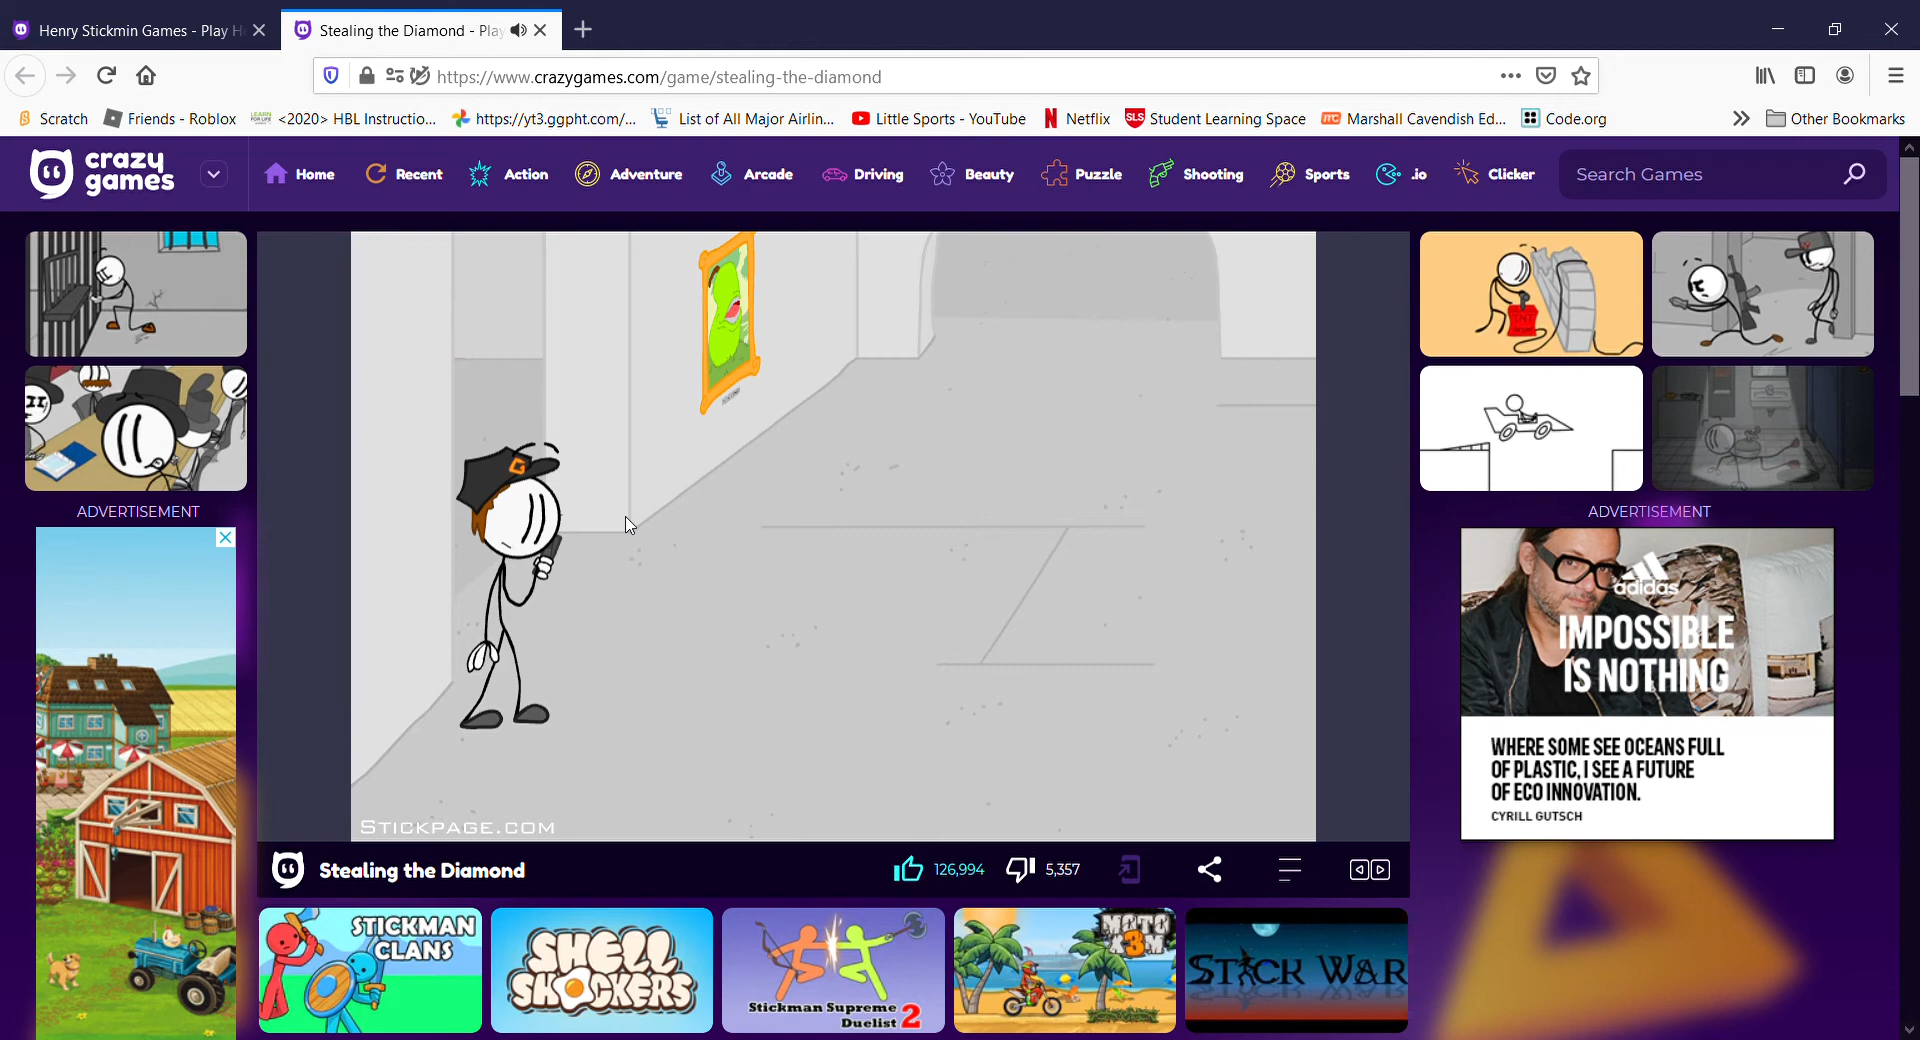 Henry Stickmin Games - Play H
Stealing the Diamond - Play
https://www.crazygames.com/game/stealing-the-diamond
Scratch
Friends - Roblox
<2020> HBL Instructio...
https://yt3.ggpht.com/...
List of All Major Airlin...
Little Sports - YouTube
Netflix
SLS
Student Learning Space
mc
Marshall Cavendish Ed...
Code.org
Other Bookmarks
crazy
games
Home
Recent
Action
Adventure
Arcade
Driving
Beauty
Puzzle
Shooting
Sports
.io
Clicker
Search Games
TNT
G
STICKPAGE.COM
ADVERTISEMENT
ADVERTISEMENT
adidas
IMPOSSIBLE
IS NOTHING
WHERE SOME SEE OCEANS FULL
OF PLASTIC, I SEE A FUTURE
OF ECO INNOVATION.
CYRILL GUTSCH
Stealing the Diamond
126,994
5,357
STICKMAN
CLANS
SHELL
SHOCKERS
Stickman Supreme
Duelist 2
MOTO
X3M
STICK WAR